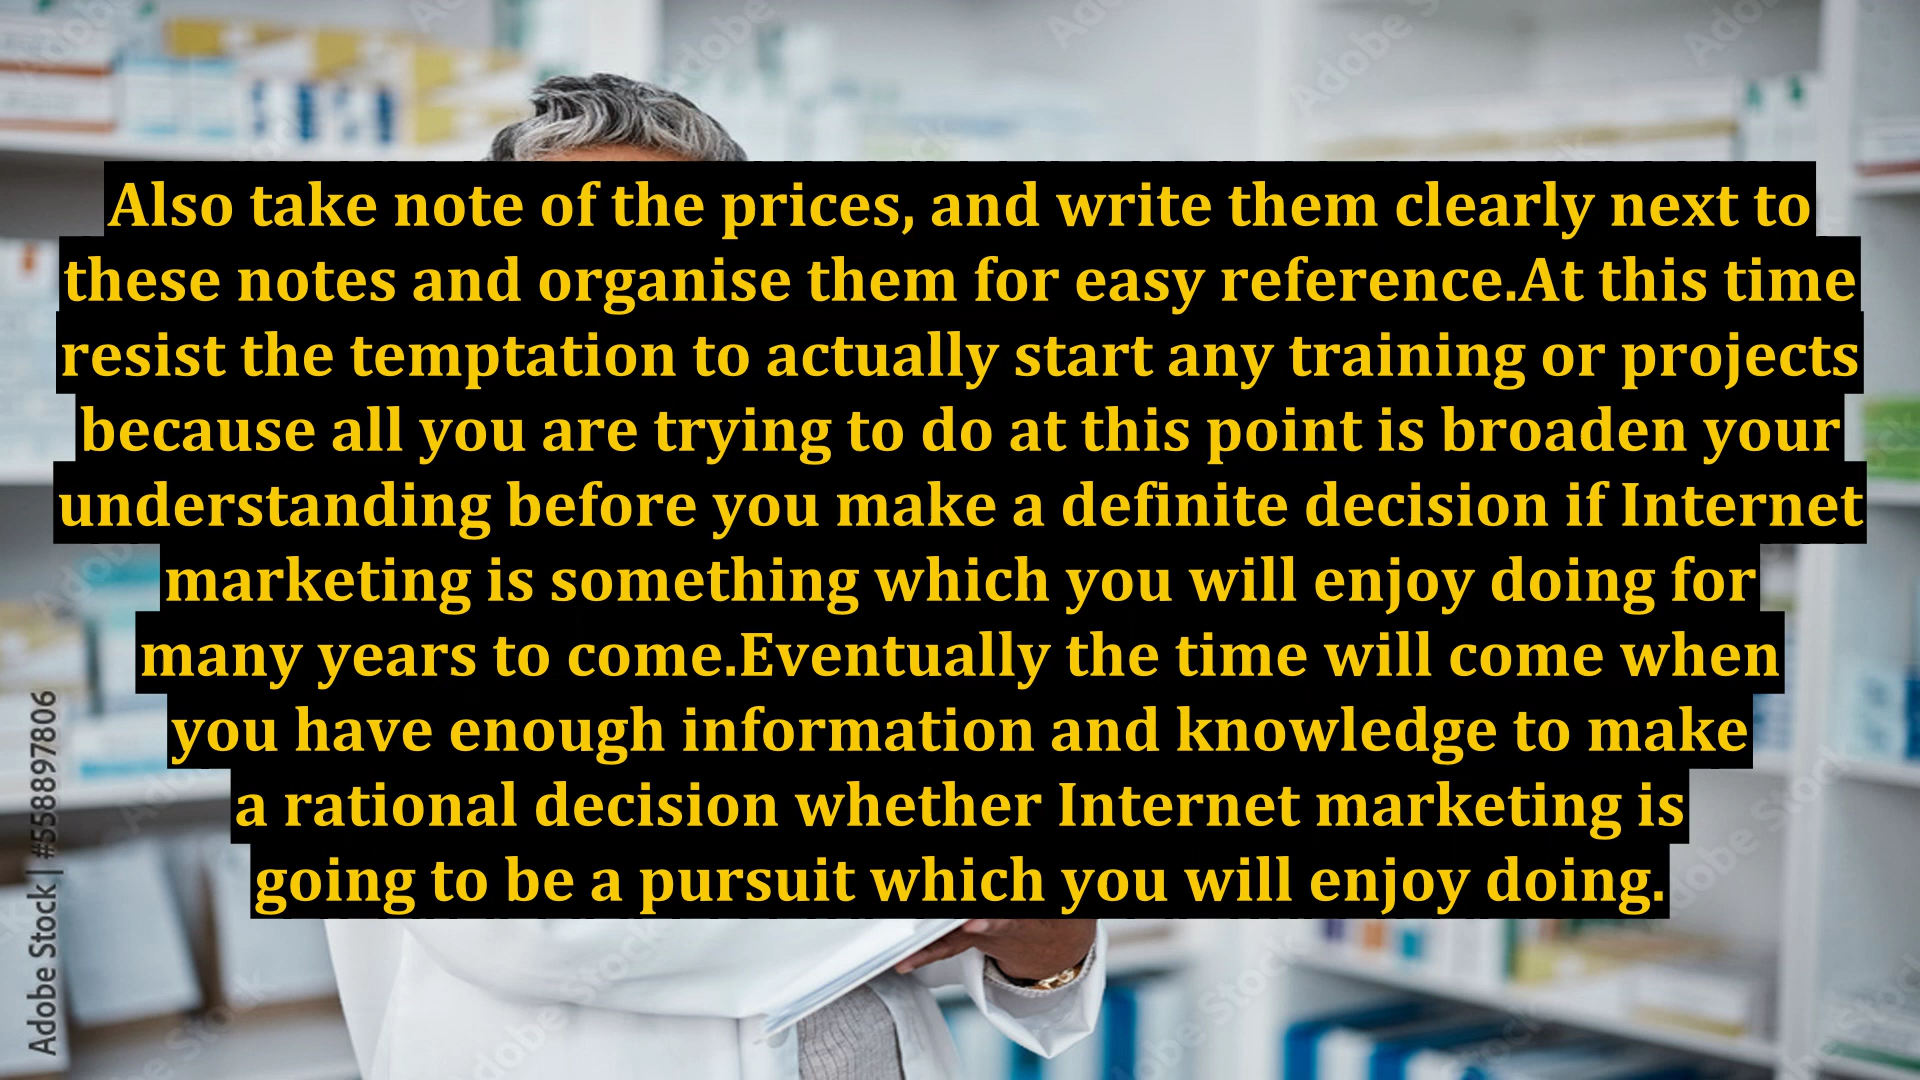 Also take note of the prices, and write them clearly next to
these notes and organise them for easy reference.At this time
resist the temptation to actually start any training or projects
because all you are trying to do at this point is broaden your
understanding before you make a definite decision if Internet
marketing is something which you will enjoy doing for
many years to come.Eventually the time will come when
you have enough information and knowledge to make
a rational decision whether Internet marketing is
going to be a pursuit which you will enjoy doing.
Adobe Stock | #558897806